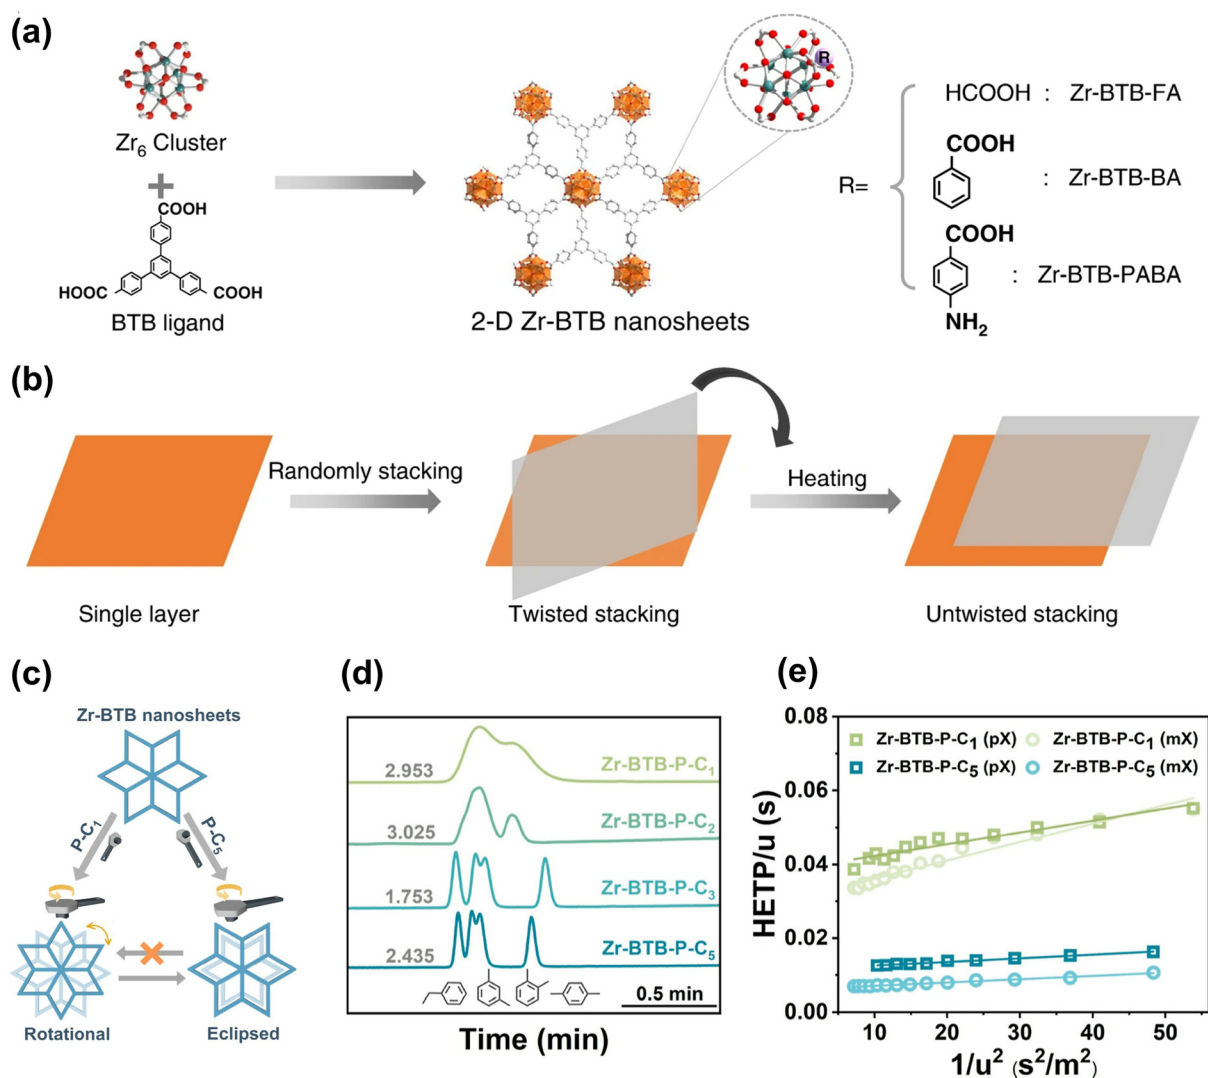 (a)
Zr6 Cluster
COOH
HOOC
COOH
BTB ligand
2-D Zr-BTB nanosheets
R
R=
HCOOH : Zr-BTB-FA
COOH
: Zr-BTB-BA
COOH
: Zr-BTB-PABA
NH2
(b)
Randomly stacking
Heating
Single layer
Twisted stacking
Untwisted stacking
(c)
Zr-BTB nanosheets
P-C1
P-C5
Rotational
Eclipsed
(d)
2.953
Zr-BTB-P-C1
3.025
Zr-BTB-P-C2
1.753
Zr-BTB-P-C3
2.435
Zr-BTB-P-C5
0.5 min
Time (min)
(e)
HETP/u (s)
0.08
0.06
0.04
0.02
0.00
Zr-BTB-P-C1 (pX)
Zr-BTB-P-C1 (mX)
Zr-BTB-P-C5 (pX)
Zr-BTB-P-C5 (mX)
10 20 30 40 50
1/u² (s²/m²)